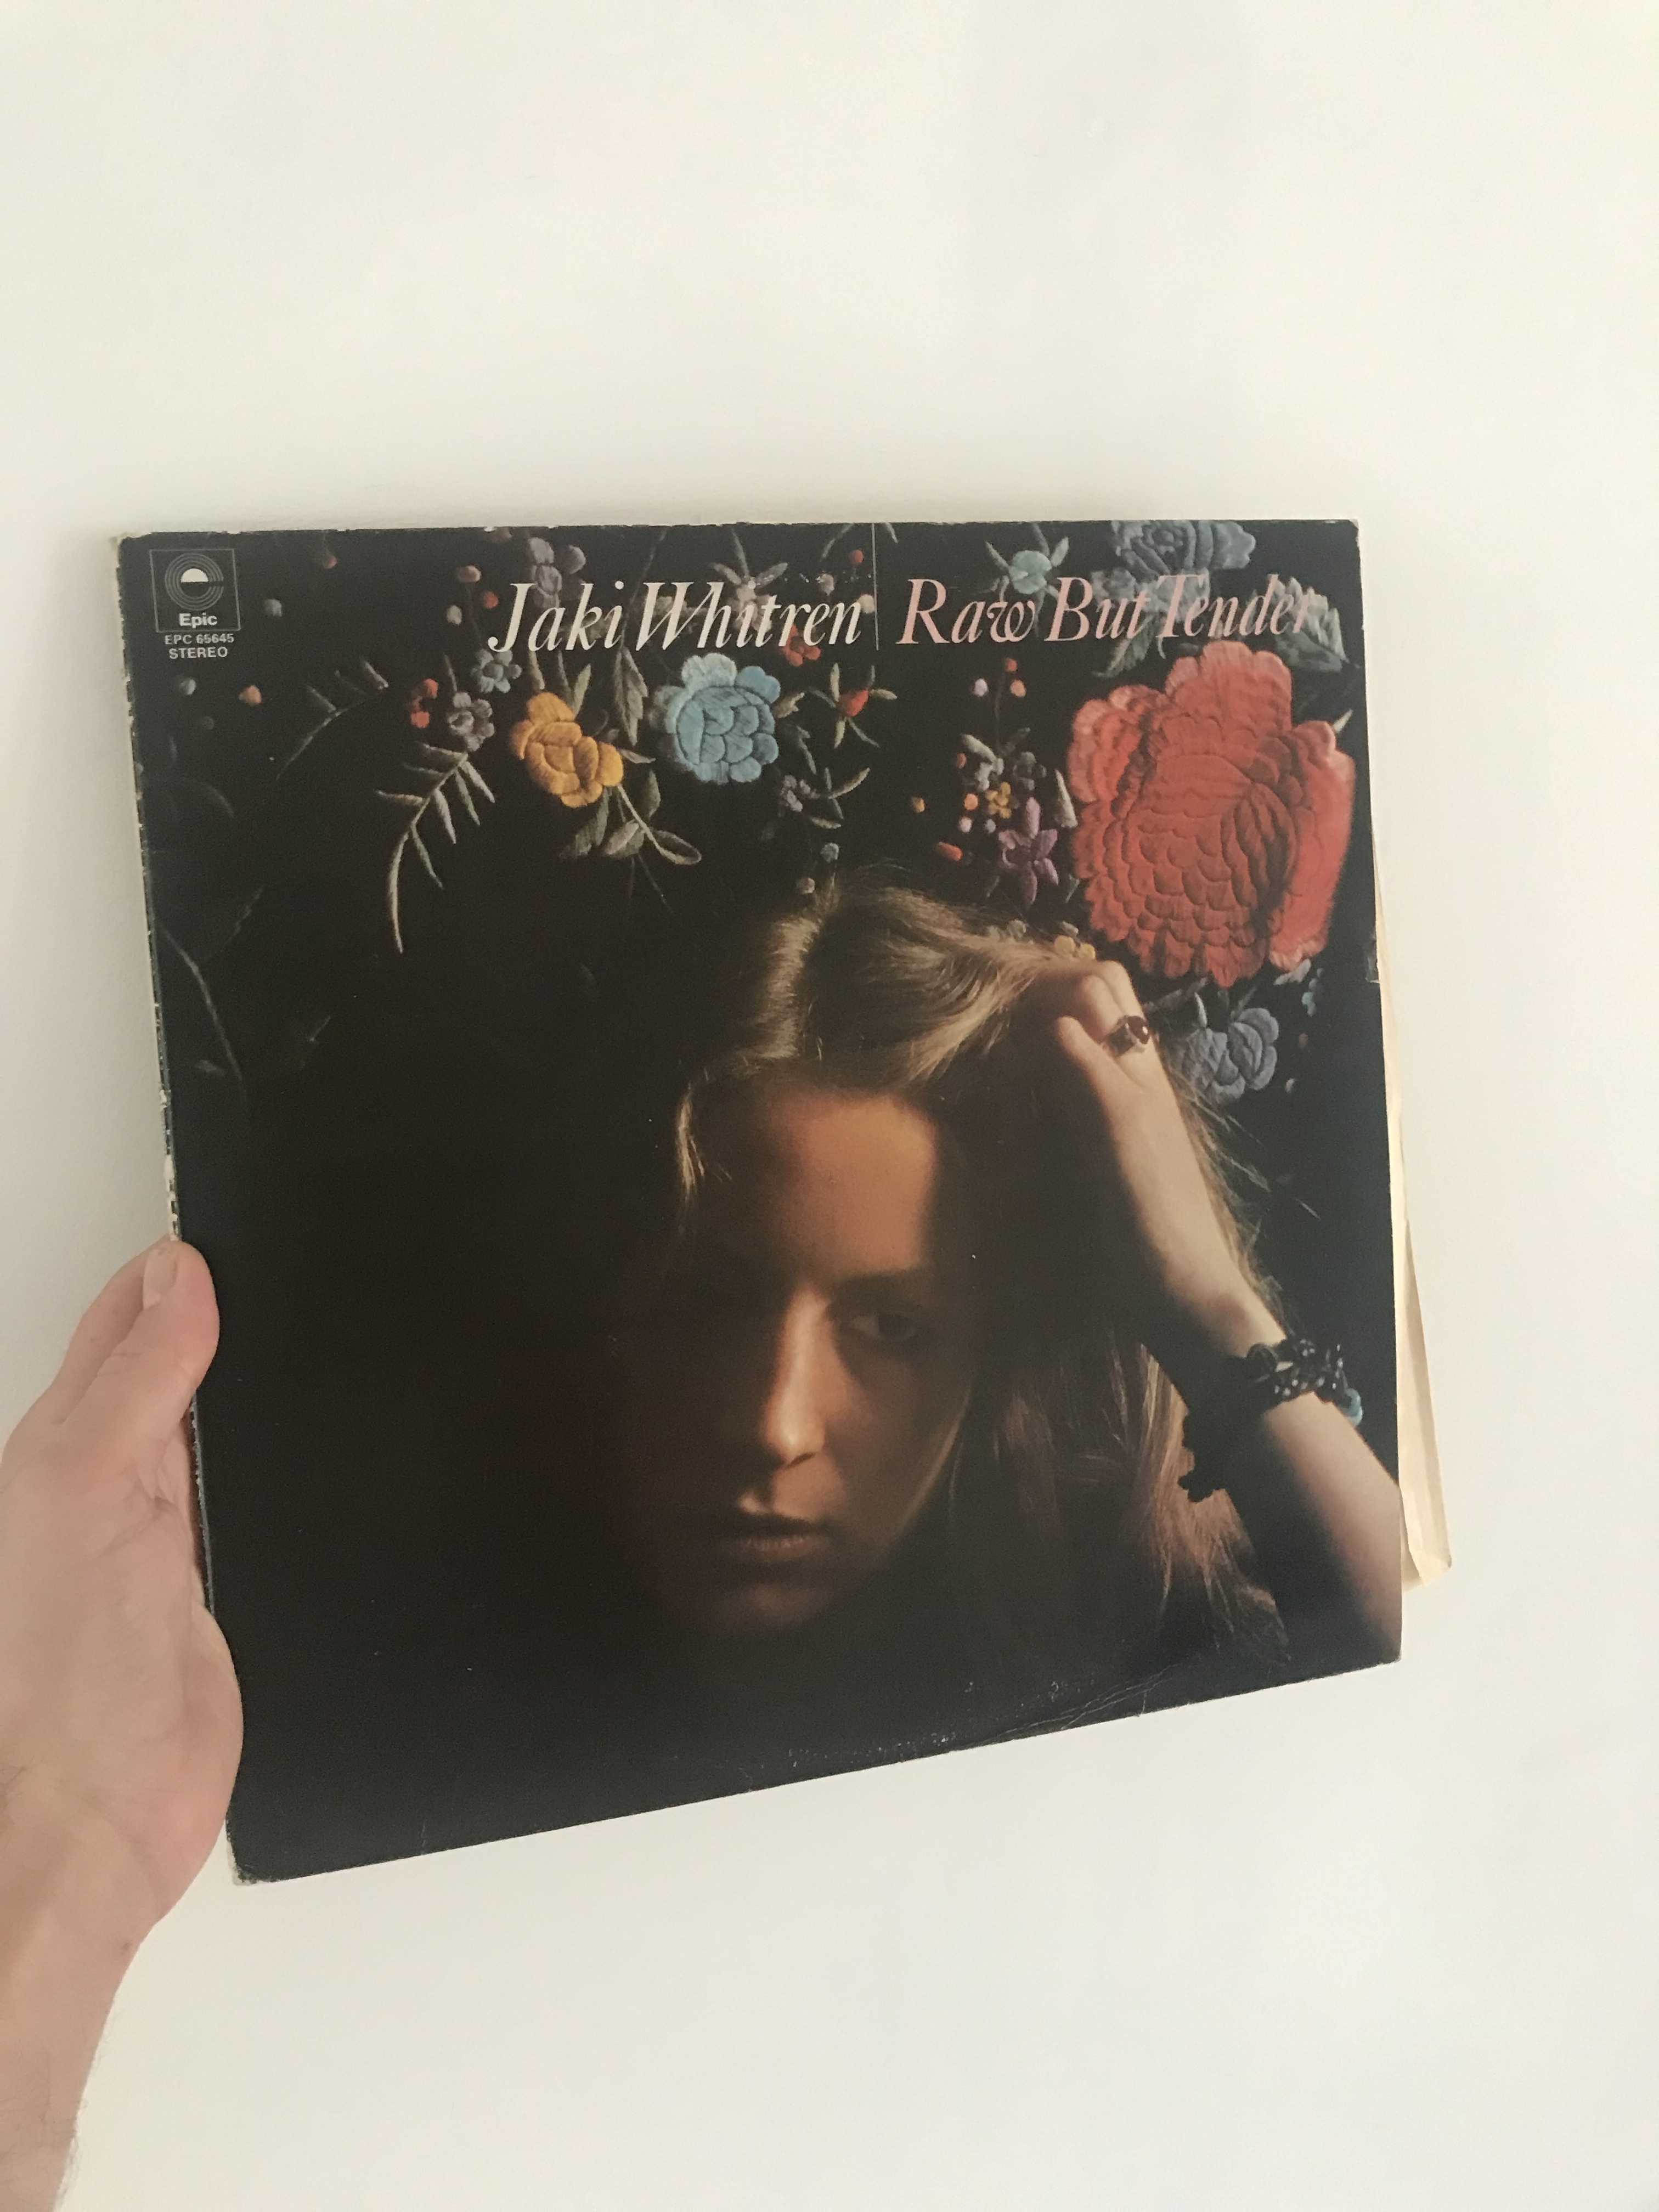 Epic
EPC 65645
STEREO
Jaki Whitren | Raw But Tender